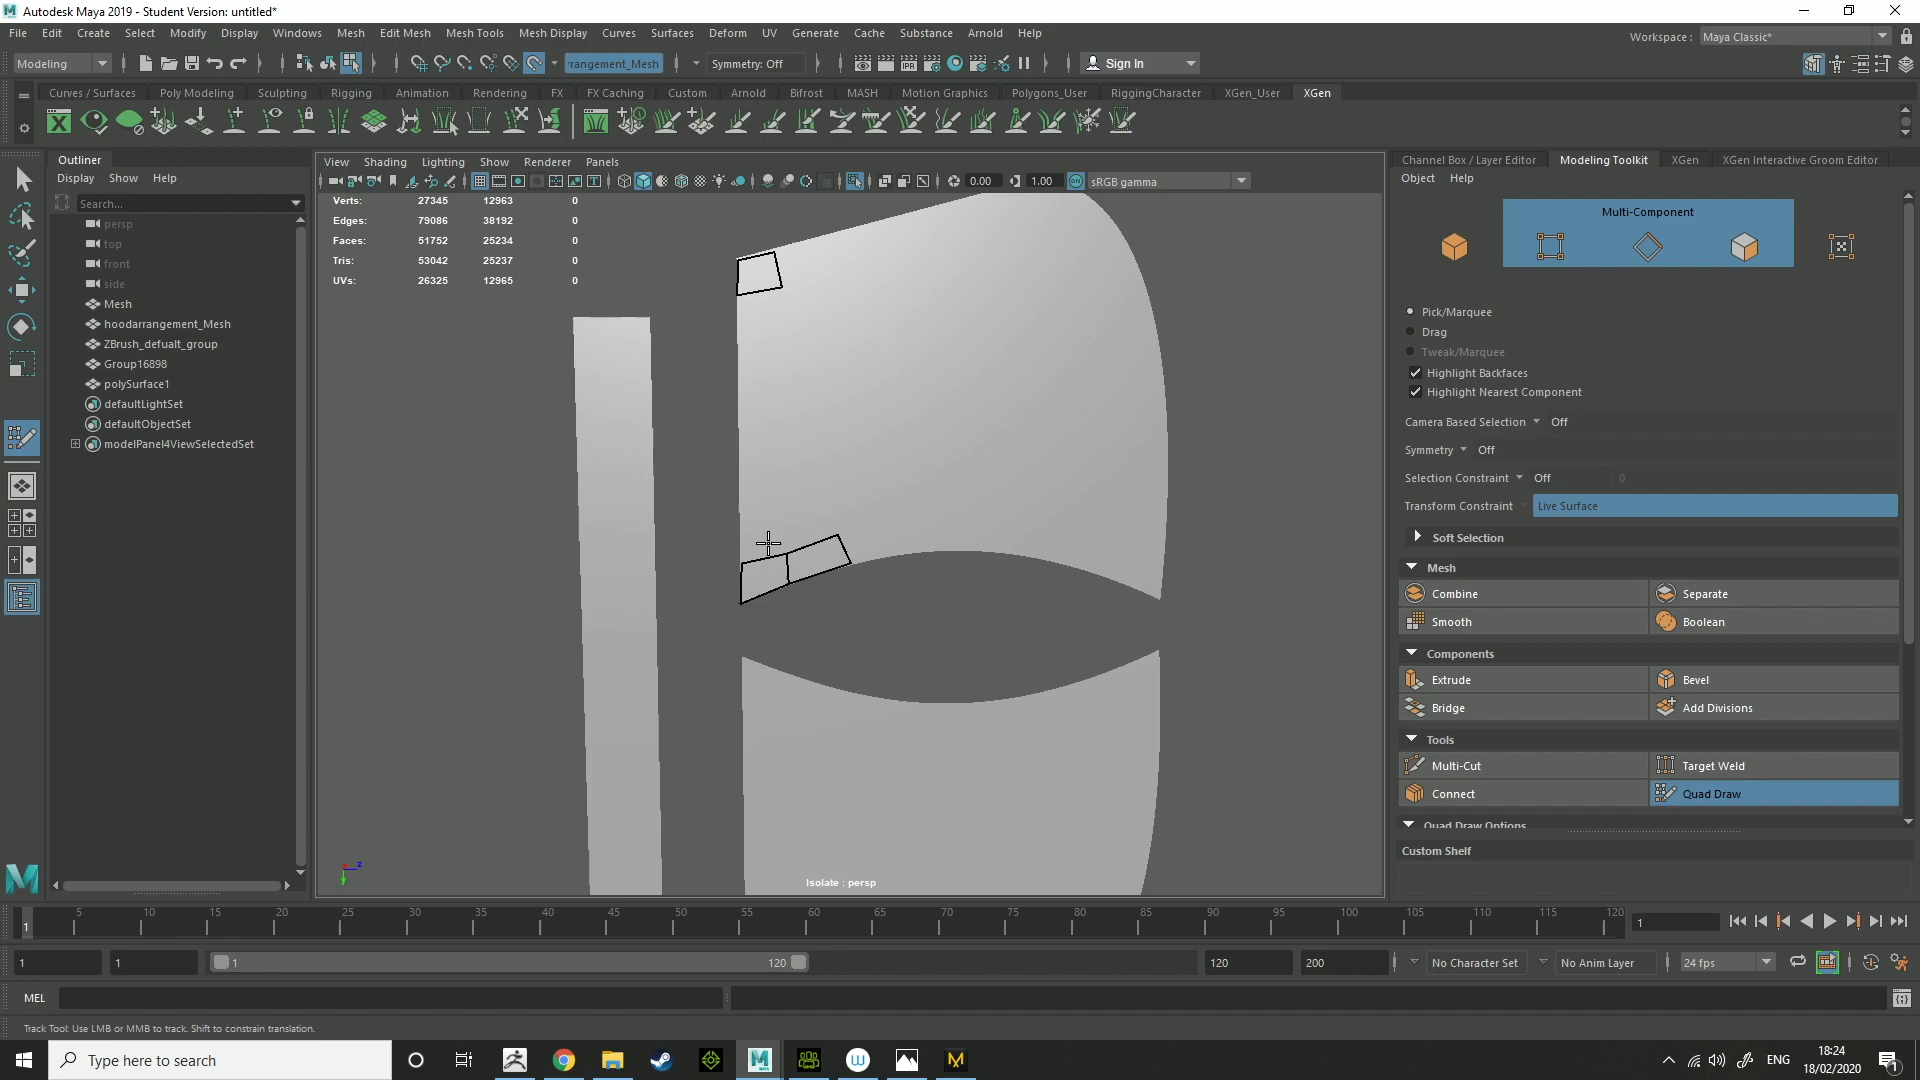 Autodesk Maya 2019 - Student Version: untitled*
File Edit Create Select Modify Display Windows Mesh Edit Mesh Mesh Tools Mesh Display Curves Surfaces Deform UV Generate Cache Substance Arnold Help
Workspace : Maya Classic*
Modeling rangement_Mesh Symmetry: Off Sign In
Curves / Surfaces Poly Modeling Sculpting Rigging Animation Rendering FX FX Caching Custom Arnold Bifrost MASH Motion Graphics Polygons_User RiggingCharacter XGen_User XGen
Outliner
Display Show Help
Search...
persp
top
front
side
Mesh
hoodarrangement_Mesh
ZBrush_defualt_group
Group16898
polySurface1
defaultLightSet
defaultObjectSet
modelPanel4ViewSelectedSet
View Shading Lighting Show Renderer Panels
0.00 1.00 sRGB gamma
Verts: 27345 12963 0
Edges: 79086 38192 0
Faces: 51752 25234 0
Tris: 53042 25237 0
UVs: 26325 12965 0
z
Isolate : persp
Channel Box / Layer Editor Modeling Toolkit XGen XGen Interactive Groom Editor
Object Help
Multi-Component
Pick/Marquee
Drag
Tweak/Marquee
Highlight Backfaces
Highlight Nearest Component
Camera Based Selection Off
Symmetry Off
Selection Constraint Off 0
Transform Constraint Live Surface
Soft Selection
Mesh
Combine Separate
Smooth Boolean
Components
Extrude Bevel
Bridge Add Divisions
Tools
Multi-Cut Target Weld
Connect Quad Draw
Quad Draw Options
Custom Shelf
1 5 10 15 20 25 30 35 40 45 50 55 60 65 70 75 80 85 90 95 100 105 110 115 120 1
1 1 1 120 120 200 No Character Set No Anim Layer 24 fps
MEL
Track Tool: Use LMB or MMB to track. Shift to constrain translation.
Type here to search
ENG
18:24
18/02/2020
1